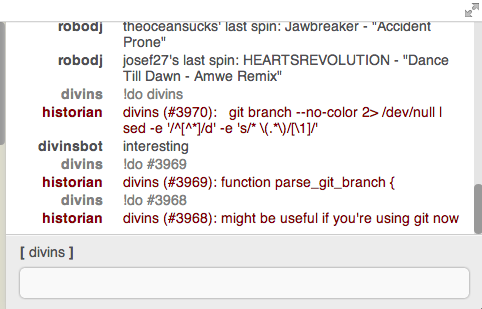 robodj theoceansucks' last spin: Jawbreaker - "Accident
Prone"
robodj josef27's last spin: HEARTSREVOLUTION - "Dance
Till Dawn - Amwe Remix"
divins !do divins
historian divins (#3970): git branch --no-color 2> /dev/null |
sed -e '/^[^*]/d' -e 's/* \(.*\)/[\1]/'
divinsbot interesting
divins !do #3969
historian divins (#3969): function parse_git_branch {
divins !do #3968
historian divins (#3968): might be useful if you're using git now
[ divins ]